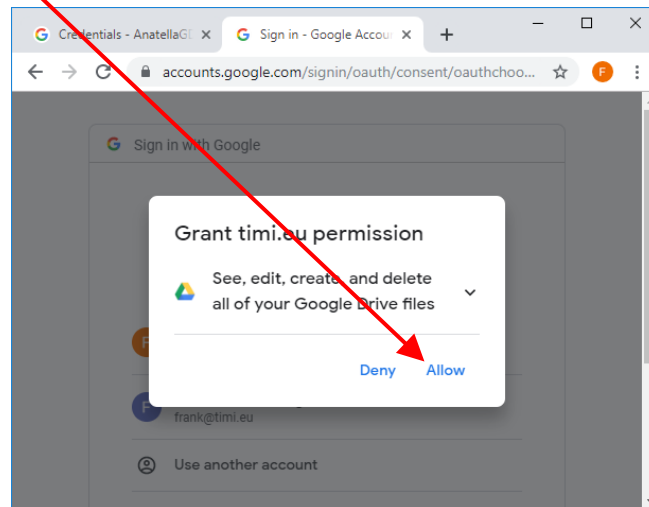 Credentials - AnatellaG
Sign in - Google Accou
accounts.google.com/signin/oauth/consent/oauthchoo...
F
Sign in with Google
Grant timi.eu permission
See, edit, create, and delete
all of your Google Drive files
Deny Allow
F
F
frank@timi.eu
Use another account